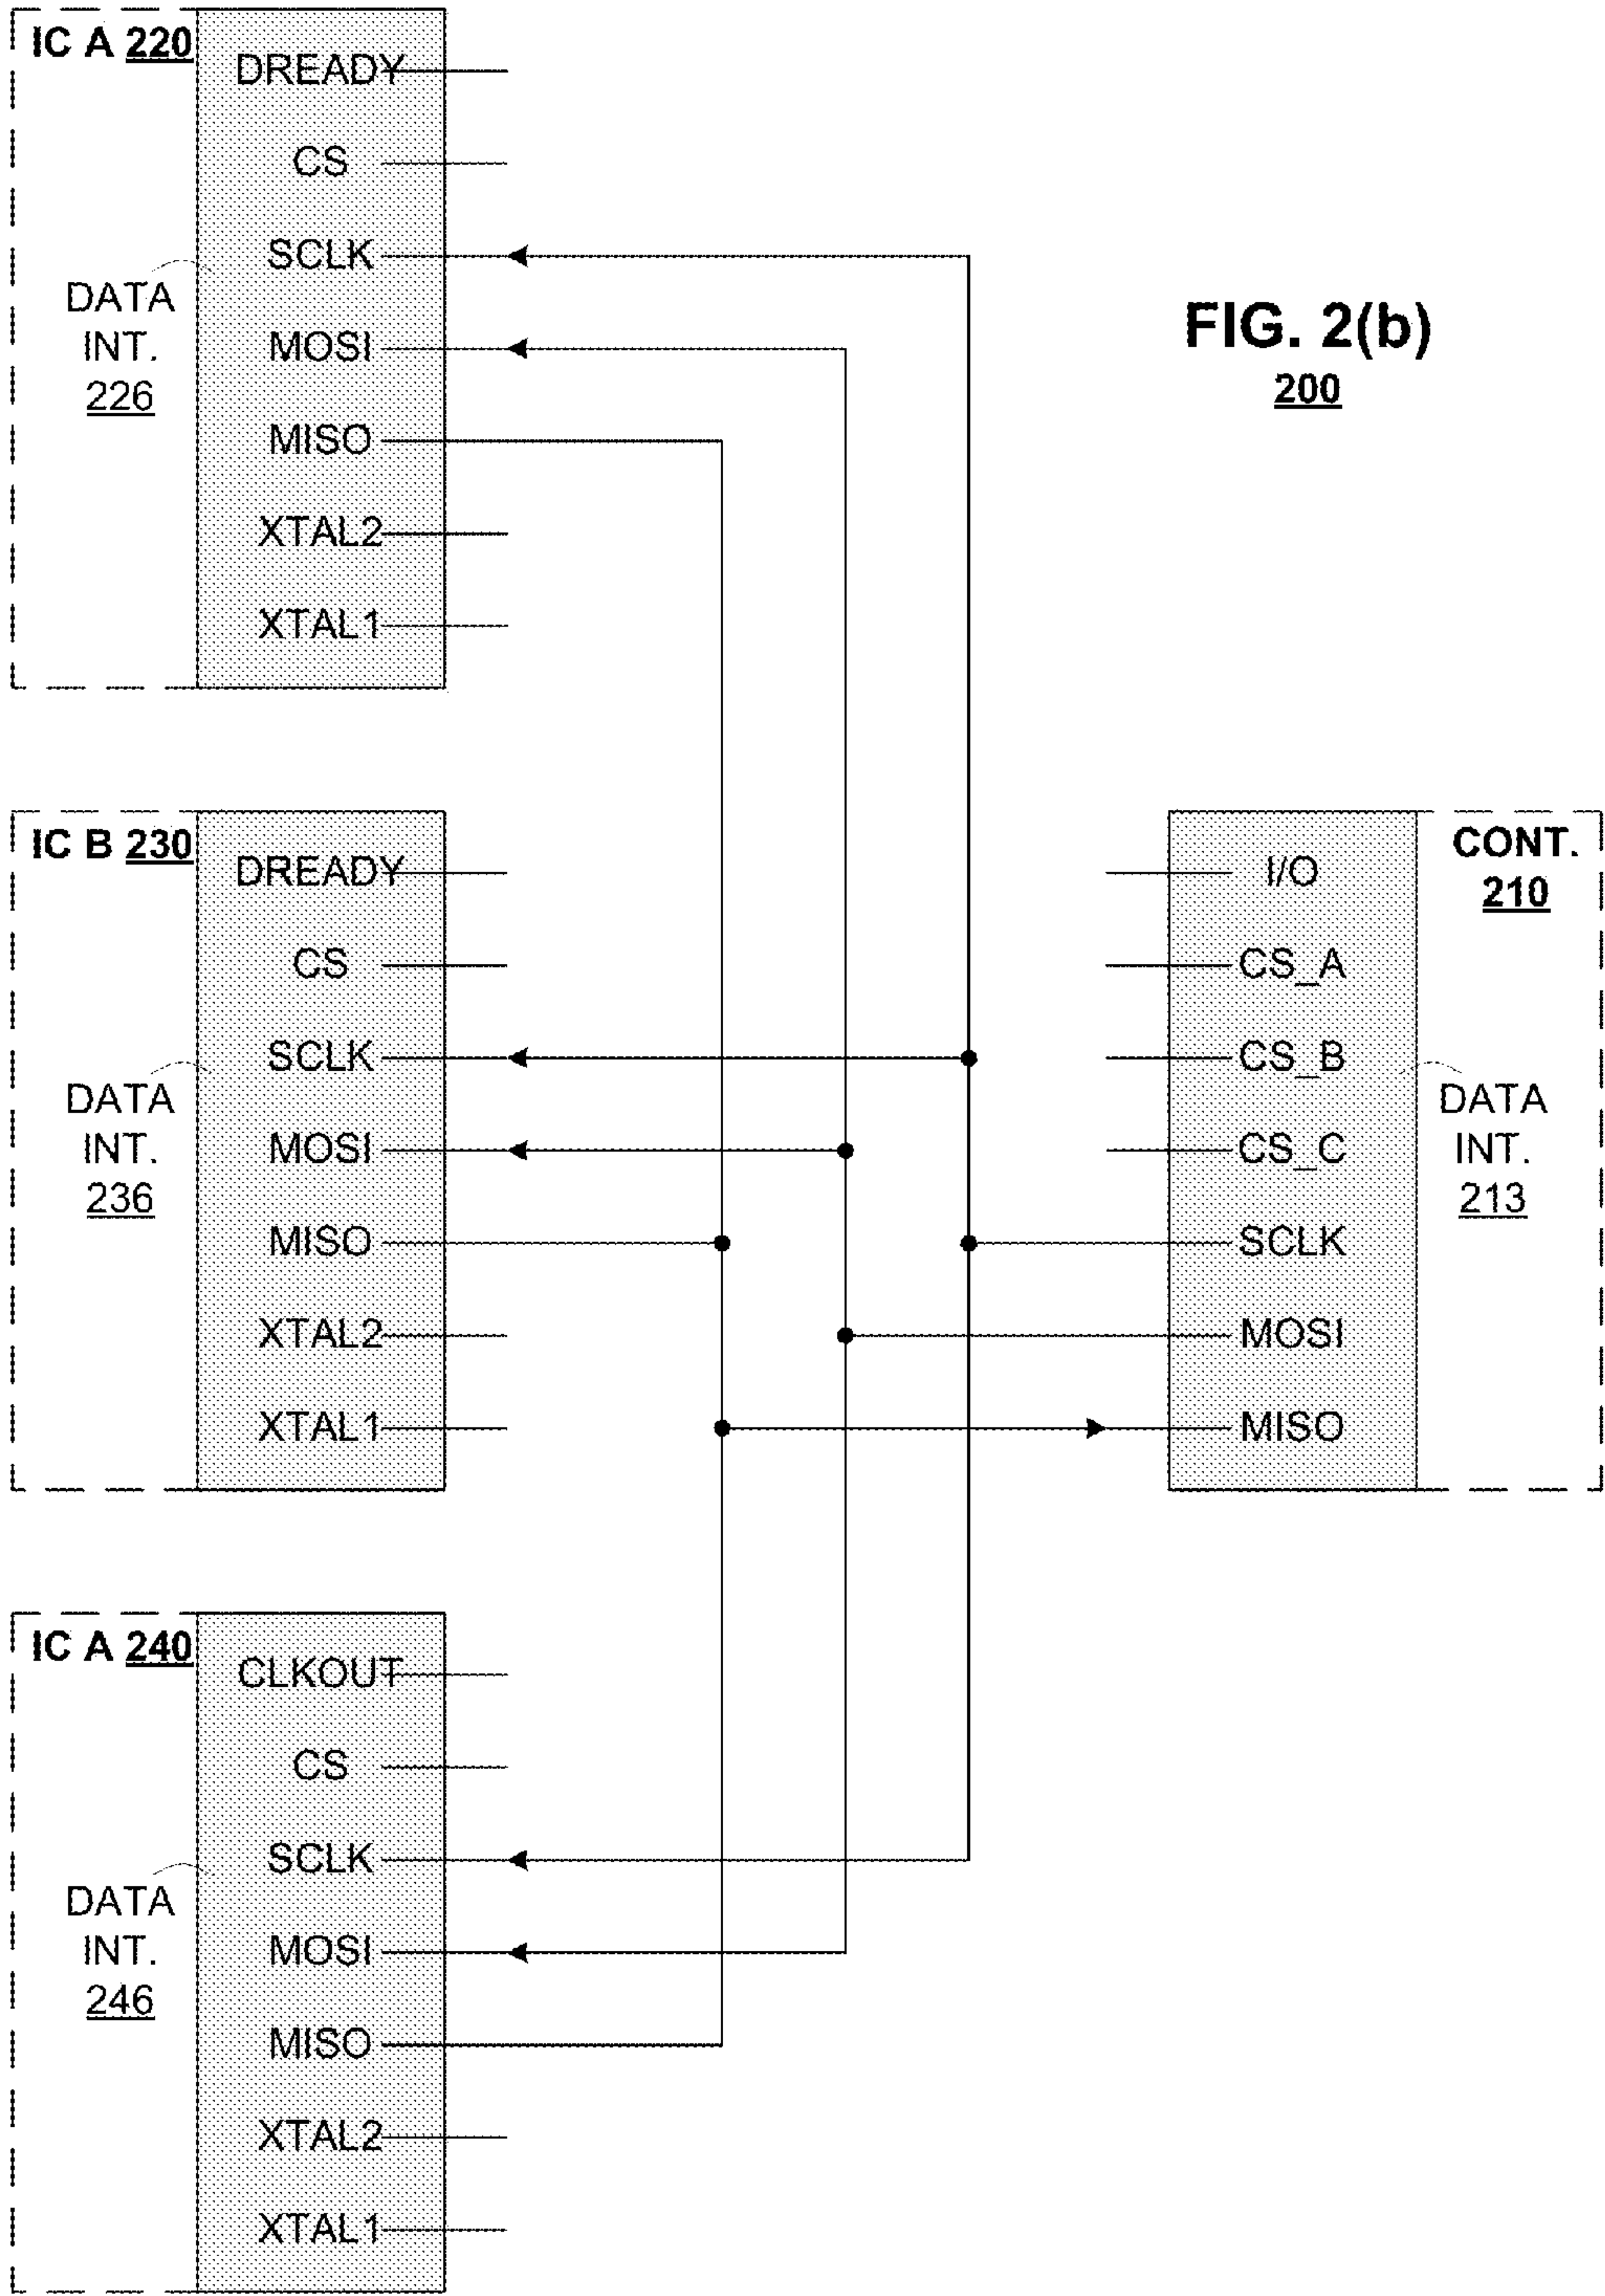 IC A 220
DREADY
CS
SCLK
MOSI
MISO
XTAL2
XTAL1
DATA
INT.
226
FIG. 2(b)
200
IC B 230
DREADY
CS
SCLK
MOSI
MISO
XTAL2
XTAL1
DATA
INT.
236
CONT.
210
I/O
CS_A
CS_B
CS_C
SCLK
MOSI
MISO
DATA
INT.
213
IC A 240
CLKOUT
CS
SCLK
MOSI
MISO
XTAL2
XTAL1
DATA
INT.
246